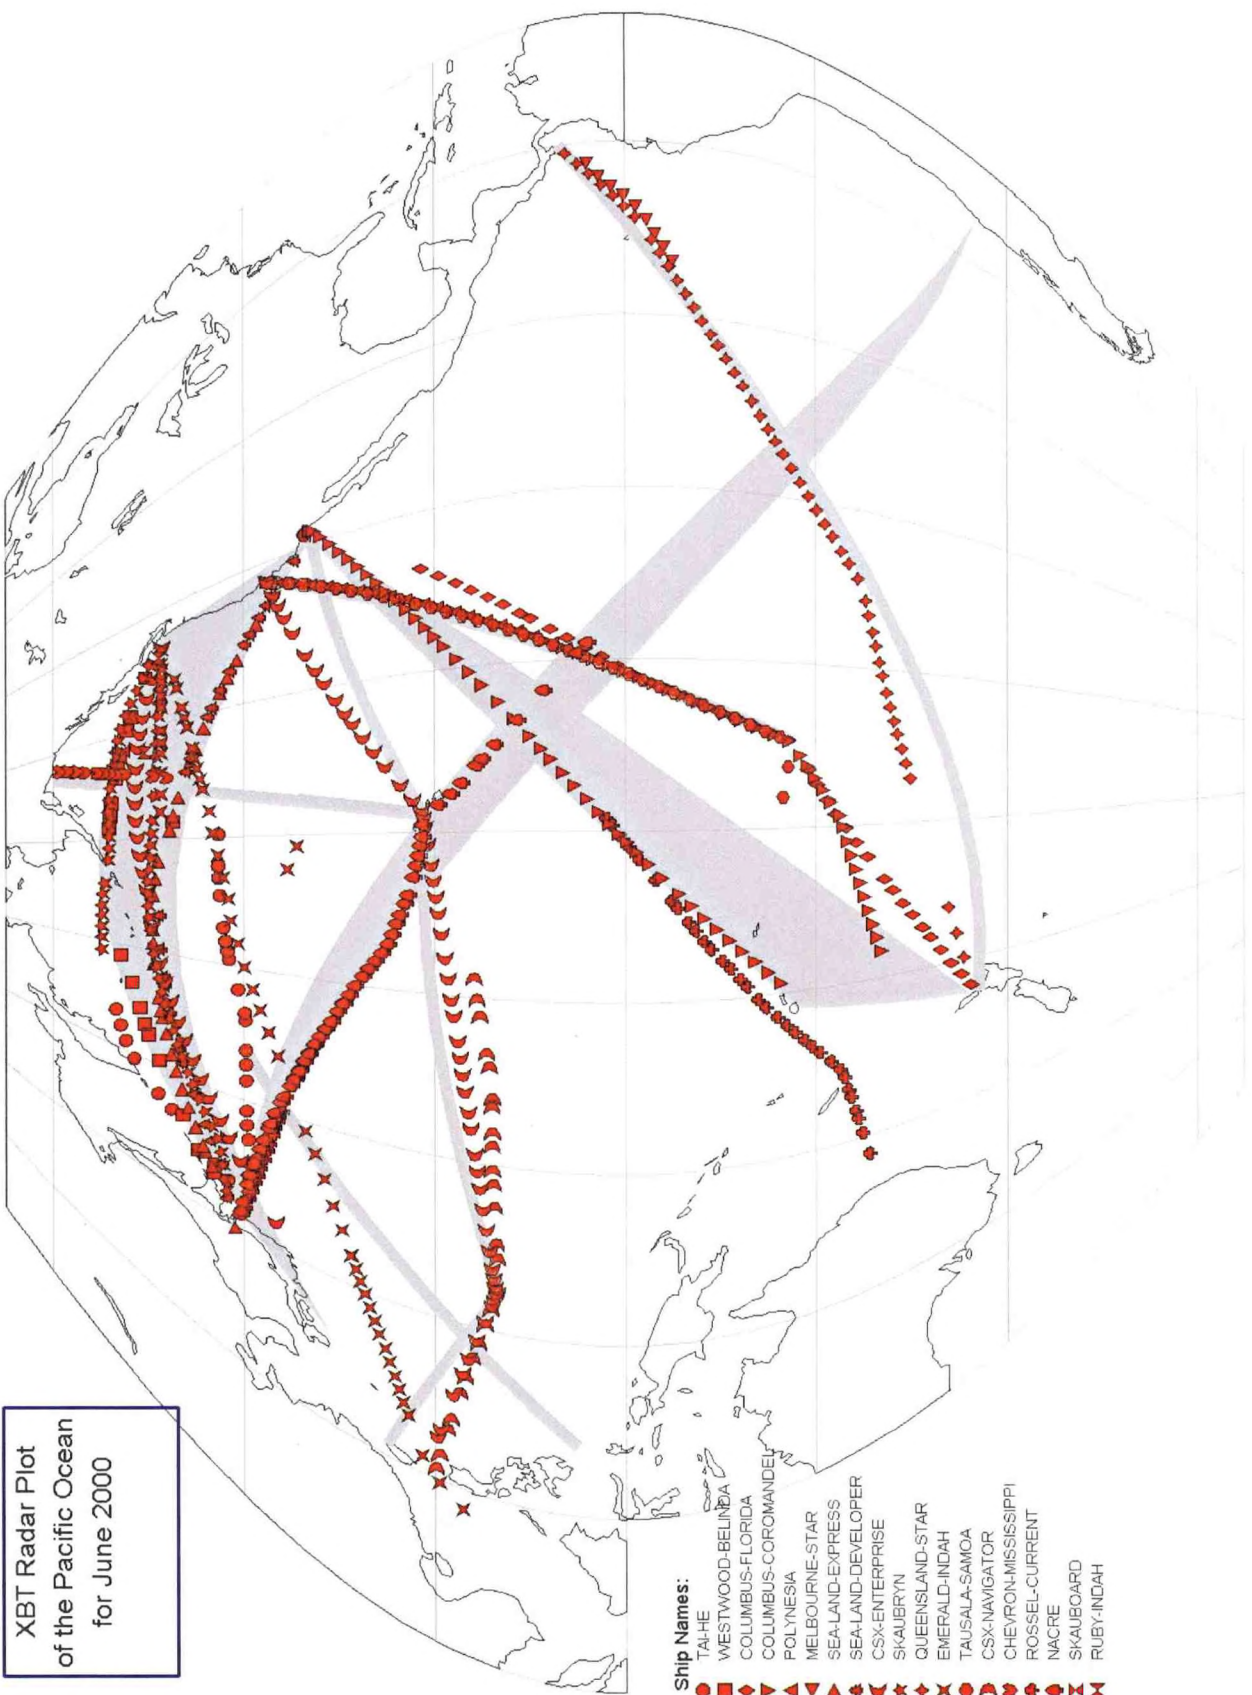 XBT Radar Plot
of the Pacific Ocean
for June 2000
Ship Names:
TAI-HE
WESTWOOD-BELINDA
COLUMBUS-FLORIDA
COLUMBUS-COROMANDEL
POLYNESIA
MELBOURNE-STAR
SEA-LAND-EXPRESS
SEA-LAND-DEVELOPER
CSX-ENTERPRISE
SKAUBRYN
QUEENSLAND-STAR
EMERALD-INDAH
TAUSALA-SAMOA
CSX-NAVIGATOR
CHEVRON-MISSISSIPPI
ROSSEL-CURRENT
NACRE
SKAUBOARD
RUBY-INDAH